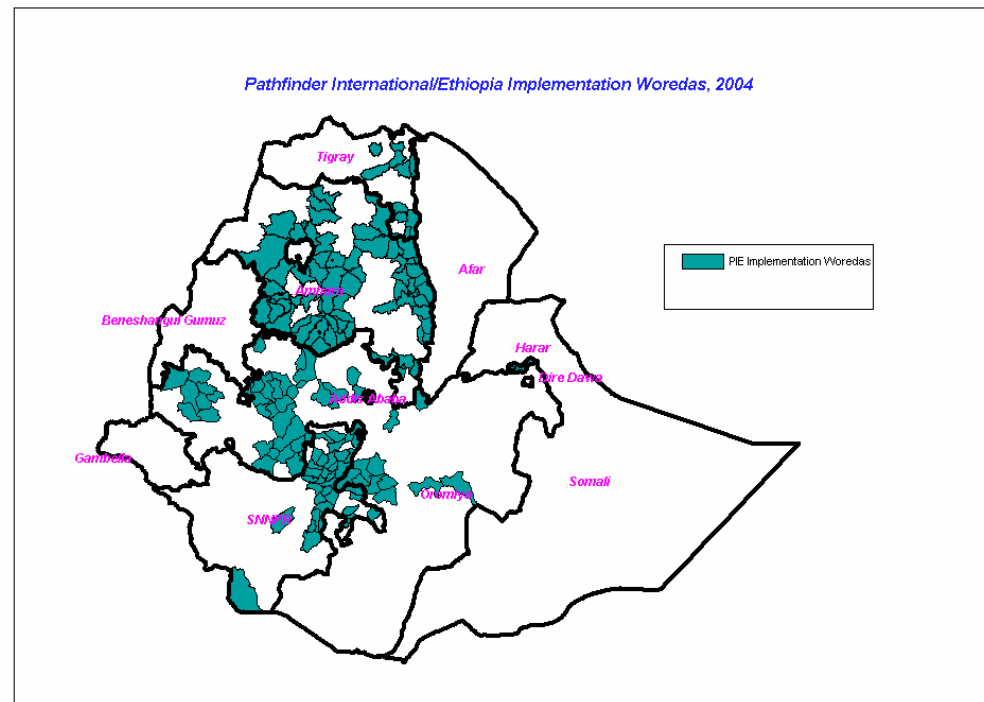 Pathfinder International/Ethiopia Implementation Woredas, 2004
Tigray
PIE Implementation Woredas
Afar
Amhara
Beneshangul Gumuz
Harar
Dire Dawa
Addis Ababa
Gambella
Somali
Oromiya